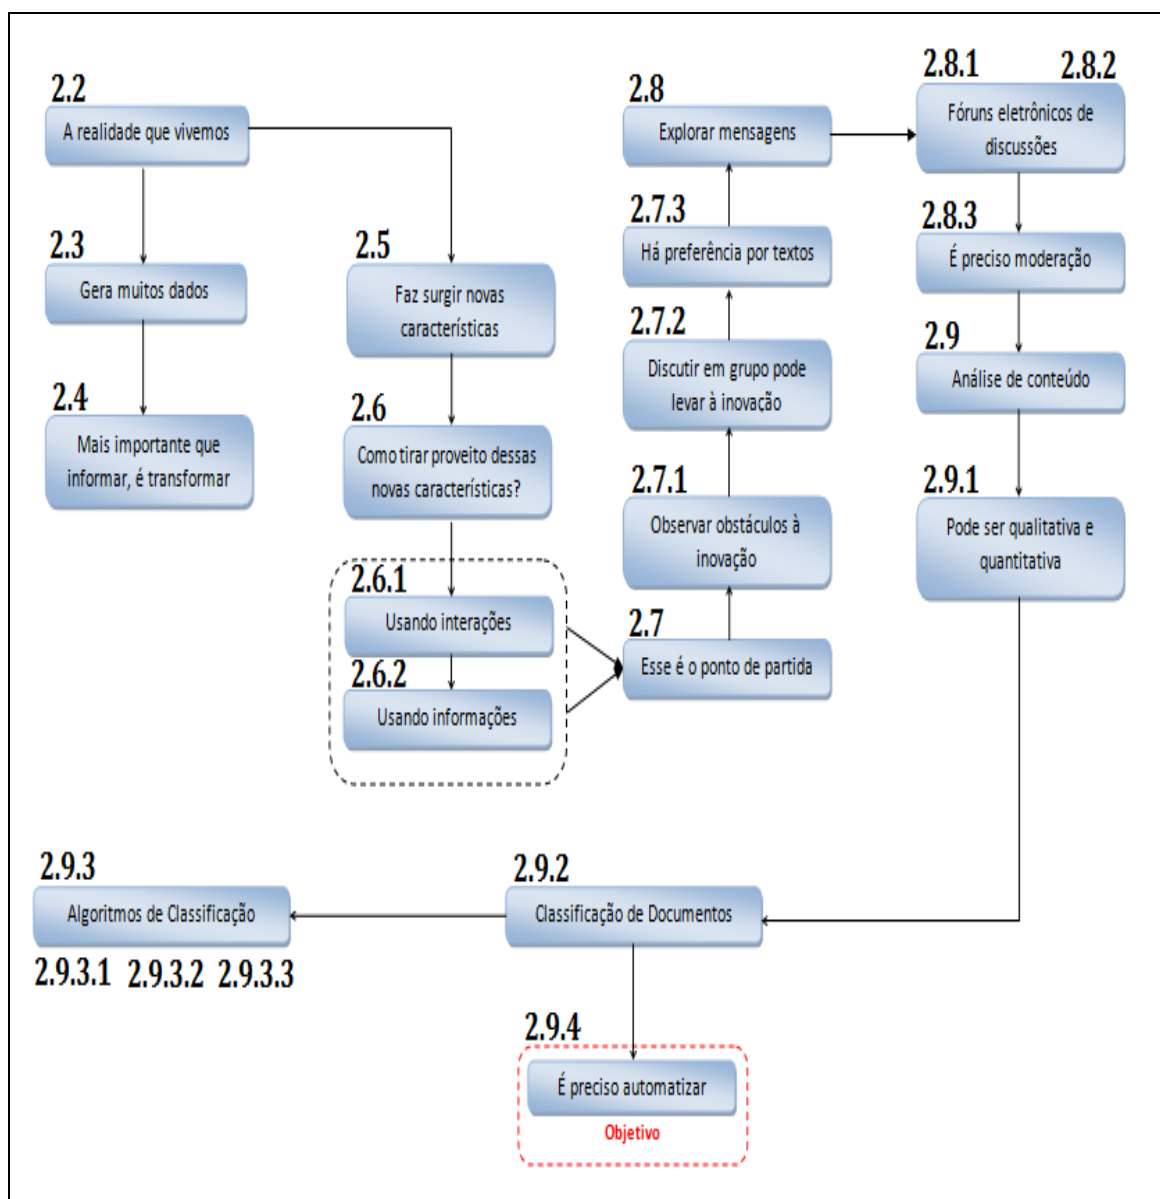 2.2
A realidade que vivemos
2.3
Gera muitos dados
2.4
Mais importante que
informar, é transformar
2.5
Faz surgir novas
características
2.6
Como tirar proveito dessas
novas características?
2.6.1
Usando interações
2.6.2
Usando informações
2.8
Explorar mensagens
2.7.3
Há preferência por textos
2.7.2
Discutir em grupo pode
levar à inovação
2.7.1
Observar obstáculos à
inovação
2.7
Esse é o ponto de partida
2.8.1 2.8.2
Fóruns eletrônicos de
discussões
2.8.3
É preciso moderação
2.9
Análise de conteúdo
2.9.1
Pode ser qualitativa e
quantitativa
2.9.3
Algoritmos de Classificação
2.9.3.1 2.9.3.2 2.9.3.3
2.9.2
Classificação de Documentos
2.9.4
É preciso automatizar
Objetivo